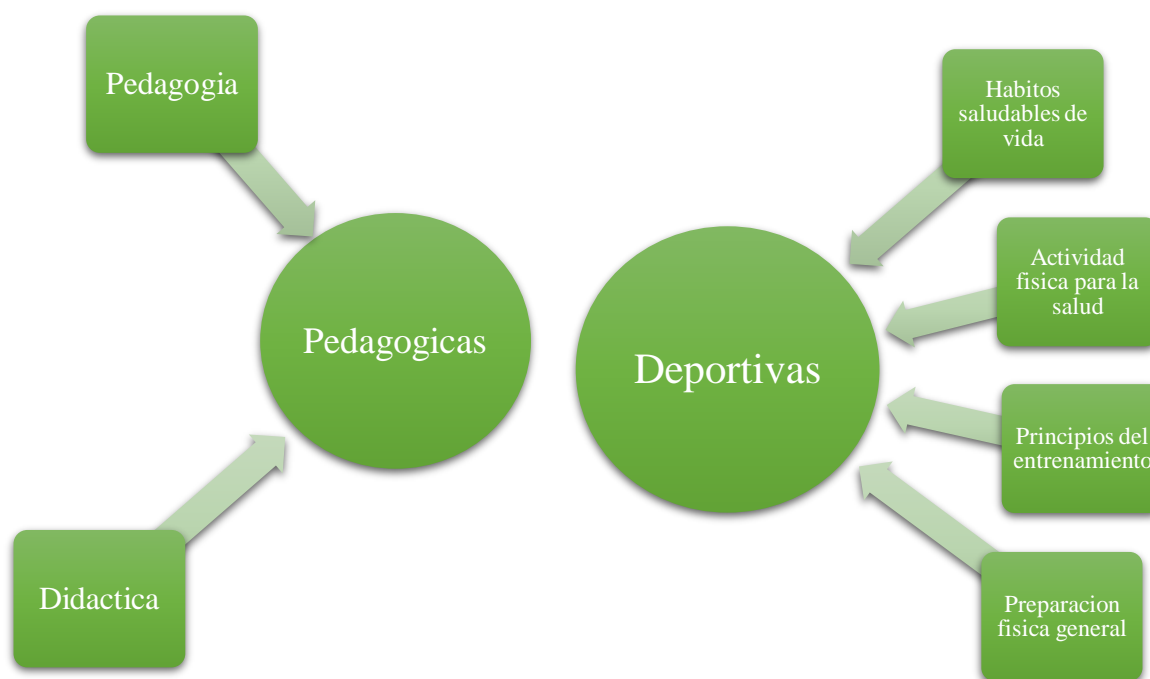 Pedagogia
Pedagogicas
Didactica
Deportivas
Habitos
saludables de
vida
Actividad
fisica para la
salud
Principios del
entrenamiento
Preparacion
fisica general